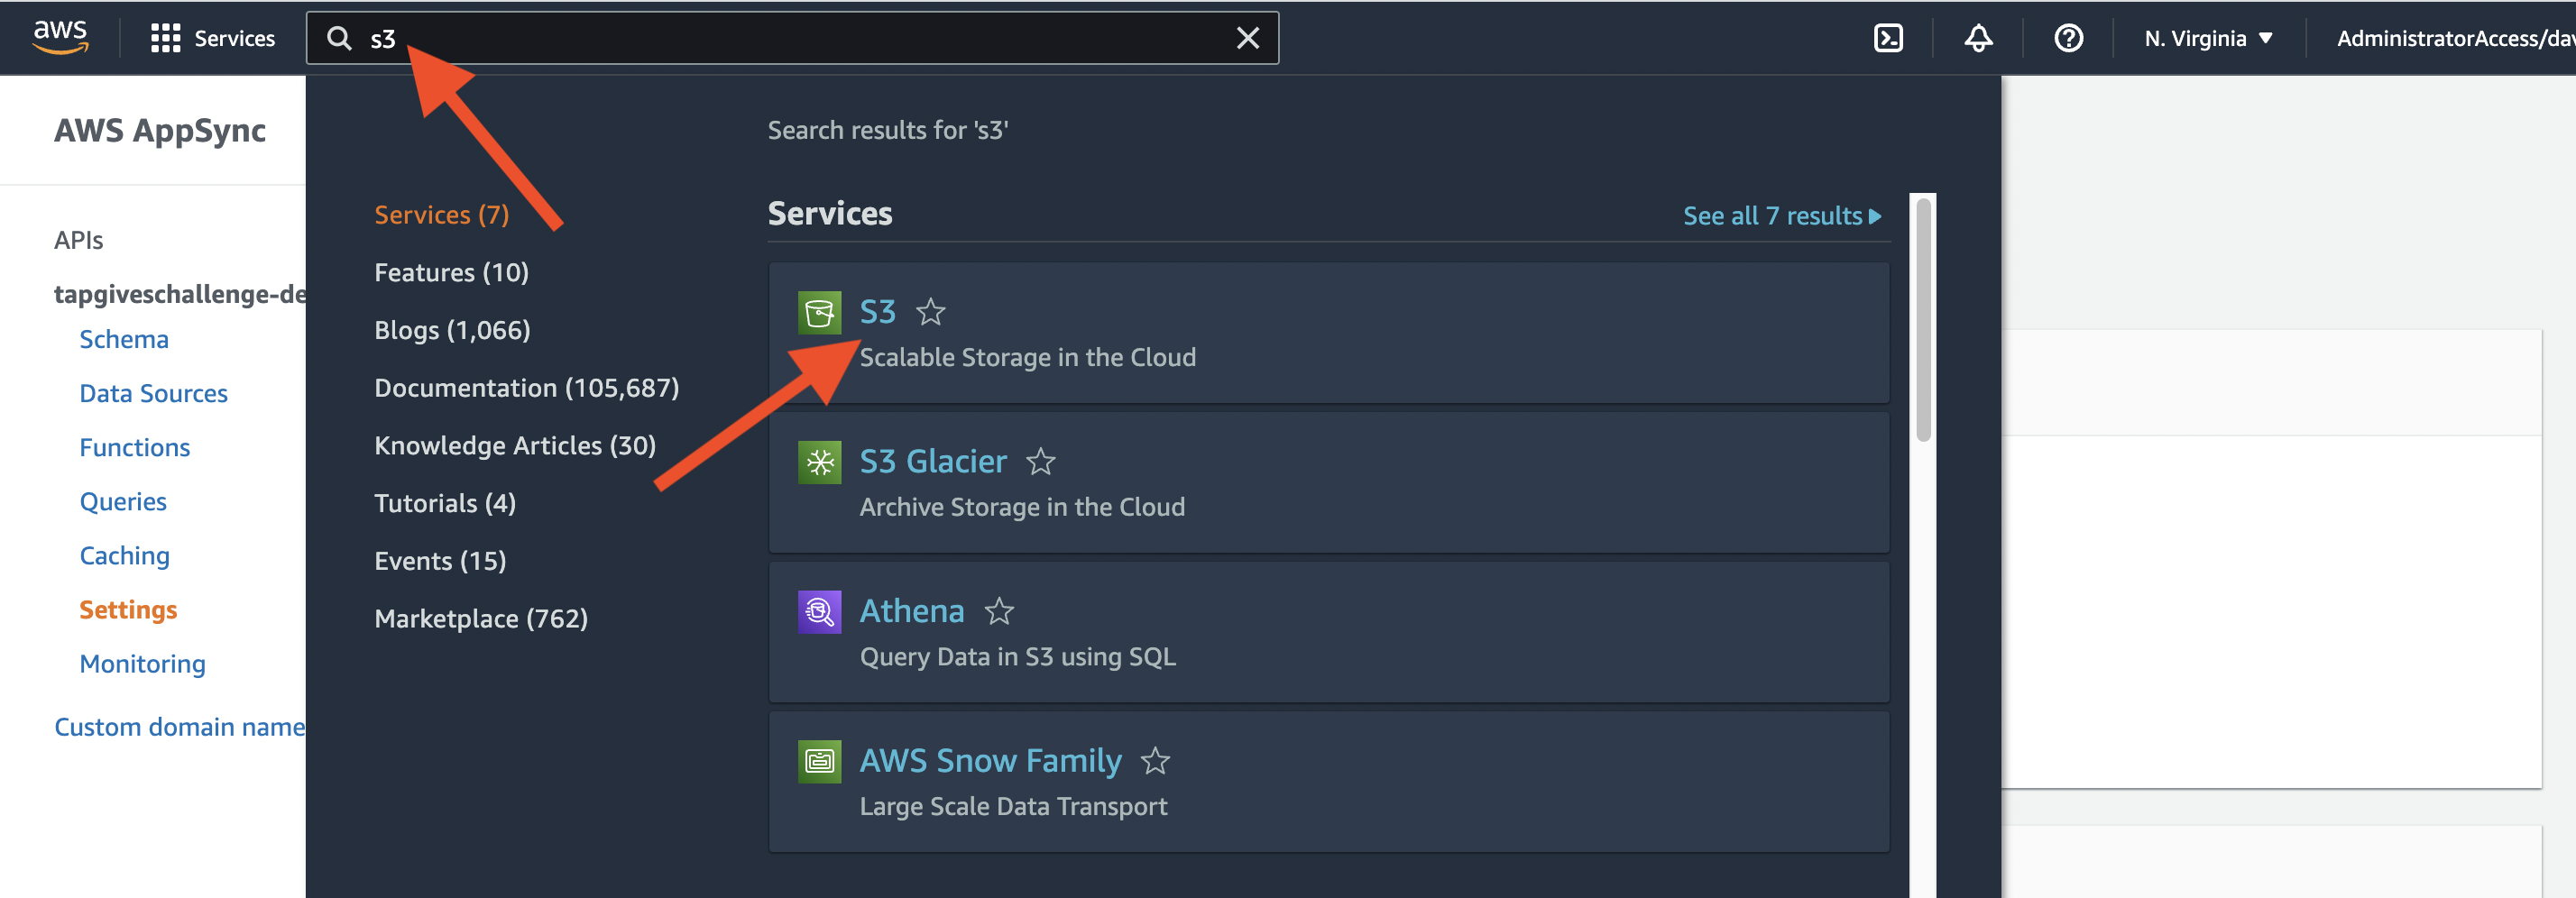 aws
Services
s3
N. Virginia
AdministratorAccess/dav
AWS AppSync
APIs
tapgiveschallenge-de
Schema
Data Sources
Functions
Queries
Caching
Settings
Monitoring
Custom domain name
Search results for 's3'
Services (7)
Features (10)
Blogs (1,066)
Documentation (105,687)
Knowledge Articles (30)
Tutorials (4)
Events (15)
Marketplace (762)
Services
See all 7 results
S3
Scalable Storage in the Cloud
S3 Glacier
Archive Storage in the Cloud
Athena
Query Data in S3 using SQL
AWS Snow Family
Large Scale Data Transport